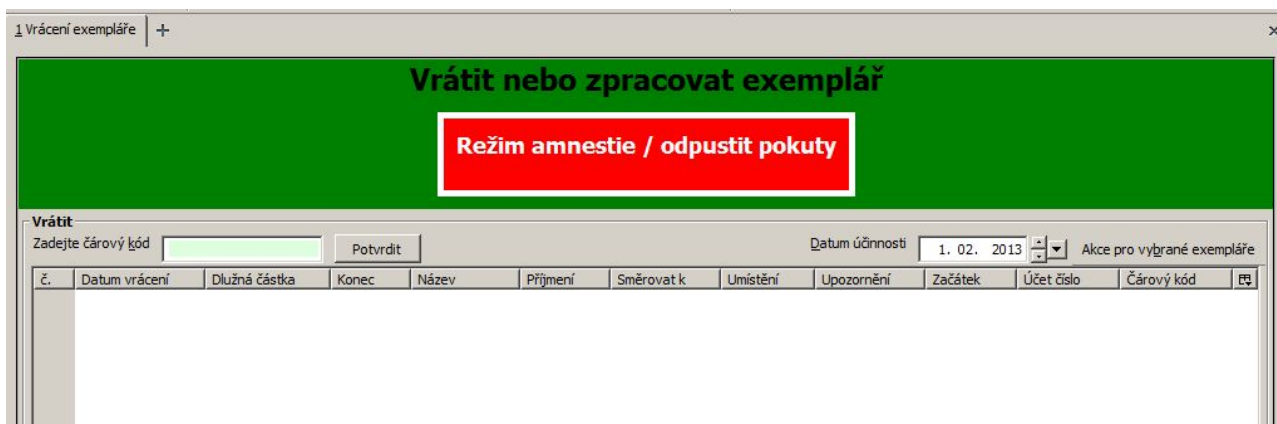 1 Vrácení exempláře
Vrátit nebo zpracovat exemplář
Režim amnestie / odpustit pokuty
Vrátit
Zadejte čárový kód Potvrdit Datum účinnosti 1. 02. 2013 Akce pro vybrané exempláře
č. Datum vrácení Dlužná částka Konec Název Příjmení Směrovat k Umístění Upozornění Začátek Účet číslo Čárový kód